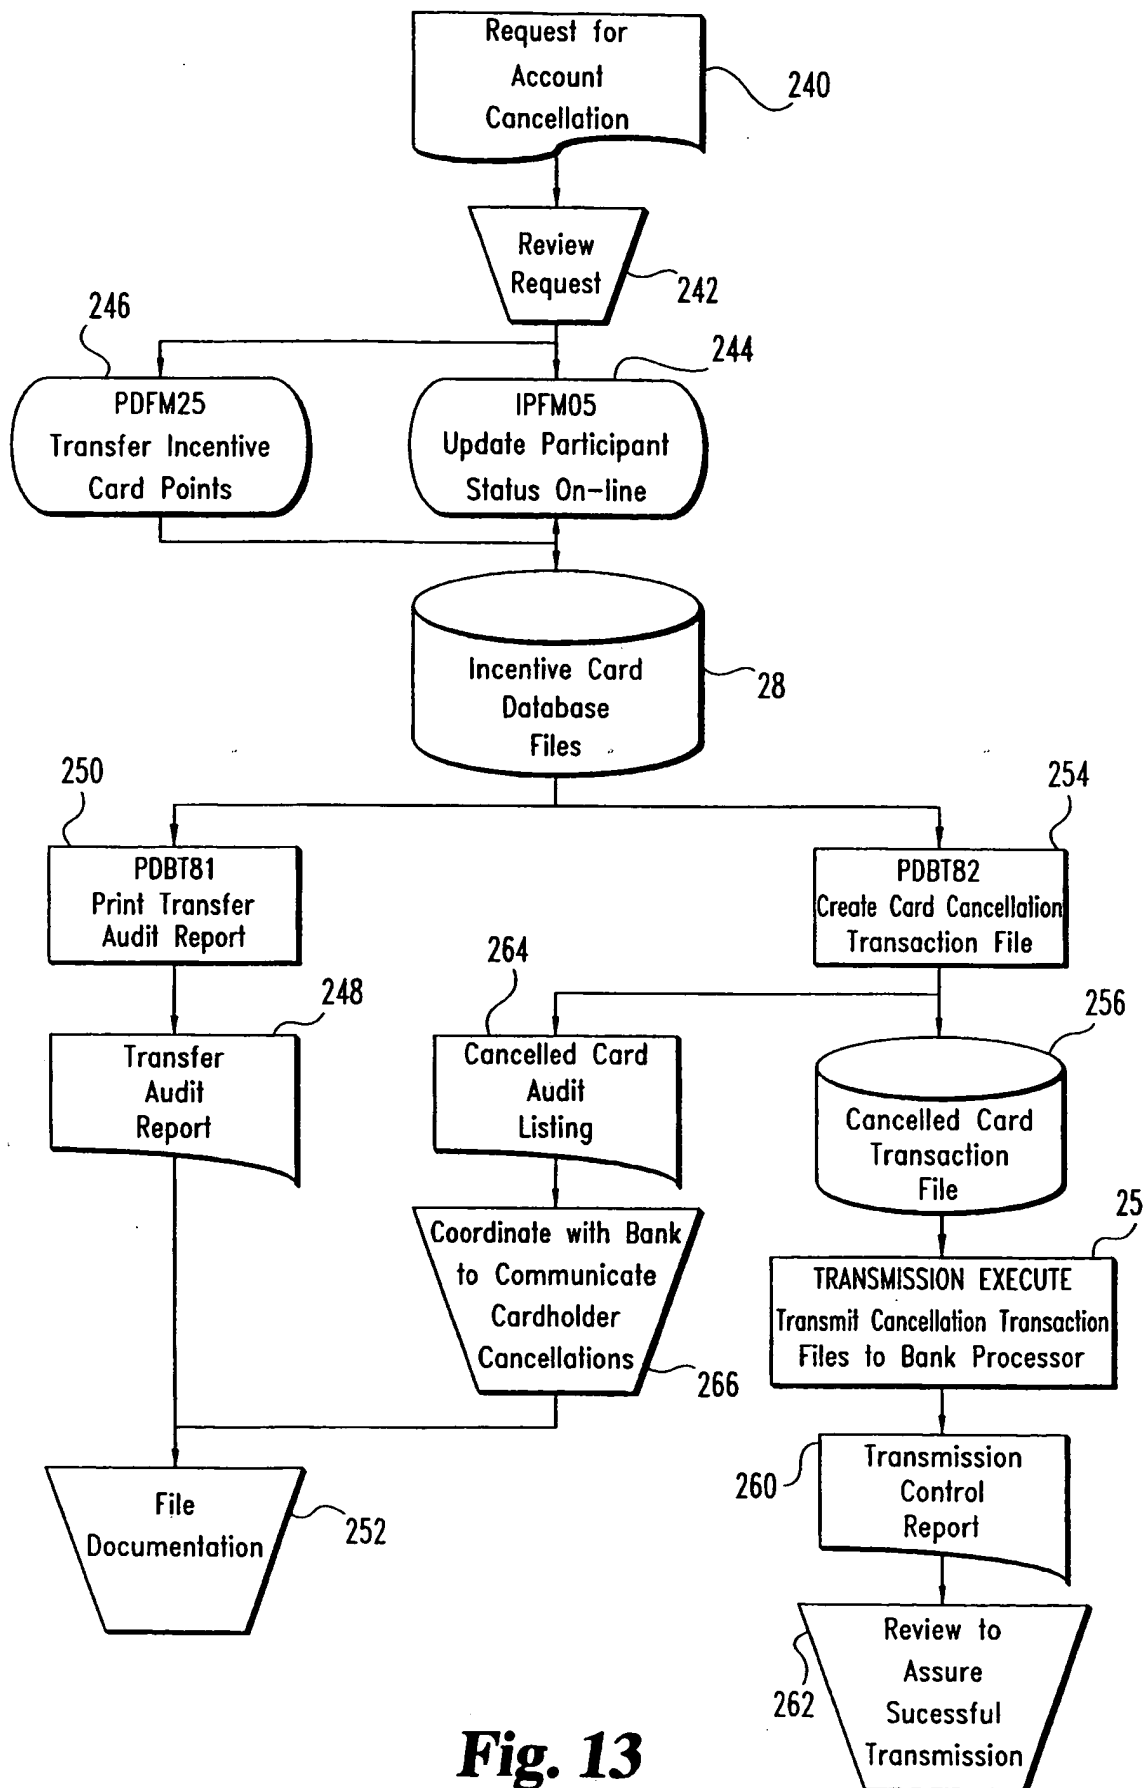 Request for
Account
Cancellation
240
Review
Request
242
246
244
PDFM25
Transfer Incentive
Card Points
IPFM05
Update Participant
Status On-line
Incentive Card
Database
Files
28
250
254
PDBT81
Print Transfer
Audit Report
PDBT82
Create Card Cancellation
Transaction File
264
248
256
Transfer
Audit
Report
Cancelled Card
Audit
Listing
Cancelled Card
Transaction
File
25
Coordinate with Bank
to Communicate
Cardholder
Cancellations
266
TRANSMISSION EXECUTE
Transmit Cancellation Transaction
Files to Bank Processor
260
Transmission
Control
Report
File
Documentation
252
Review to
Assure
Sucessful
Transmission
262
Fig. 13